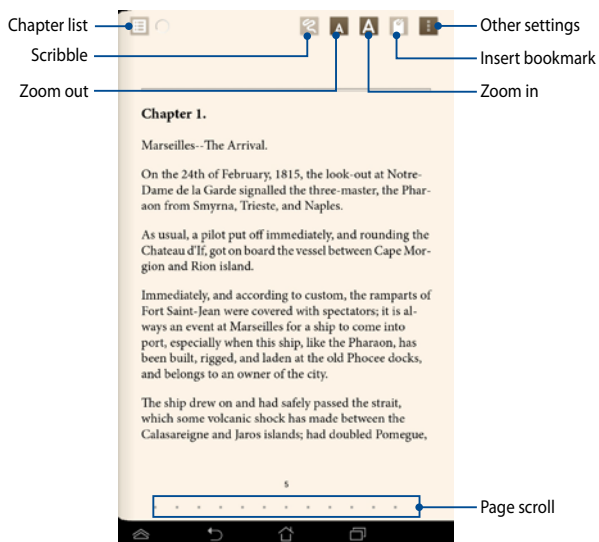 Chapter list
Scribble
Zoom out
Other settings
Insert bookmark
Zoom in
A
A
Chapter 1.
Marseilles--The Arrival.
On the 24th of February, 1815, the look-out at Notre-
Dame de la Garde signalled the three-master, the Phar-
aon from Smyrna, Trieste, and Naples.
As usual, a pilot put off immediately, and rounding the
Chateau d'If, got on board the vessel between Cape Mor-
gion and Rion island.
Immediately, and according to custom, the ramparts of
Fort Saint-Jean were covered with spectators; it is al-
ways an event at Marseilles for a ship to come into
port, especially when this ship, like the Pharaon, has
been built, rigged, and laden at the old Phocee docks,
and belongs to an owner of the city.
The ship drew on and had safely passed the strait,
which some volcanic shock has made between the
Calasareigne and Jaros islands; had doubled Pomegue,
5
Page scroll